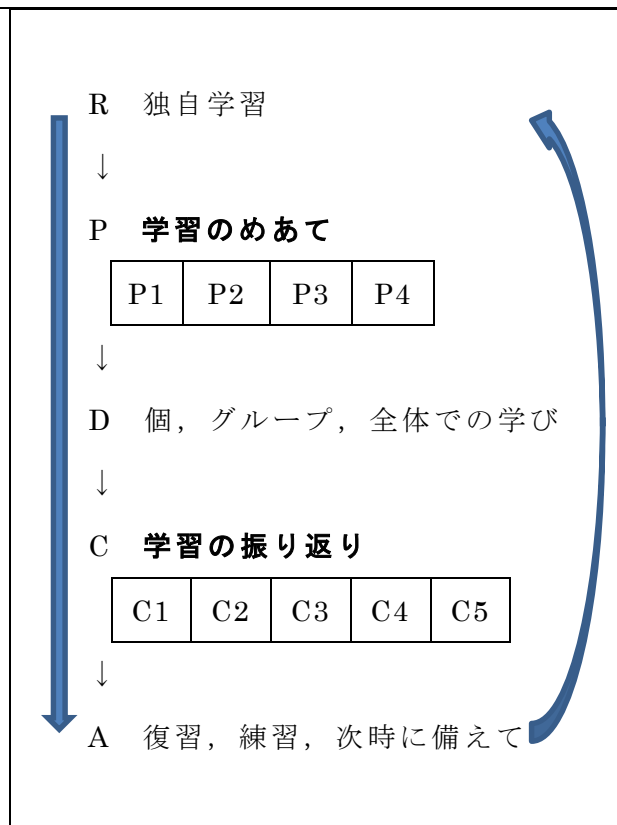 R 独自学習
↓
P 学習のめあて
P1 P2 P3 P4
↓
D 個，グループ，全体での学び
↓
C 学習の振り返り
C1 C2 C3 C4 C5
↓
A 復習，練習，次時に備えて